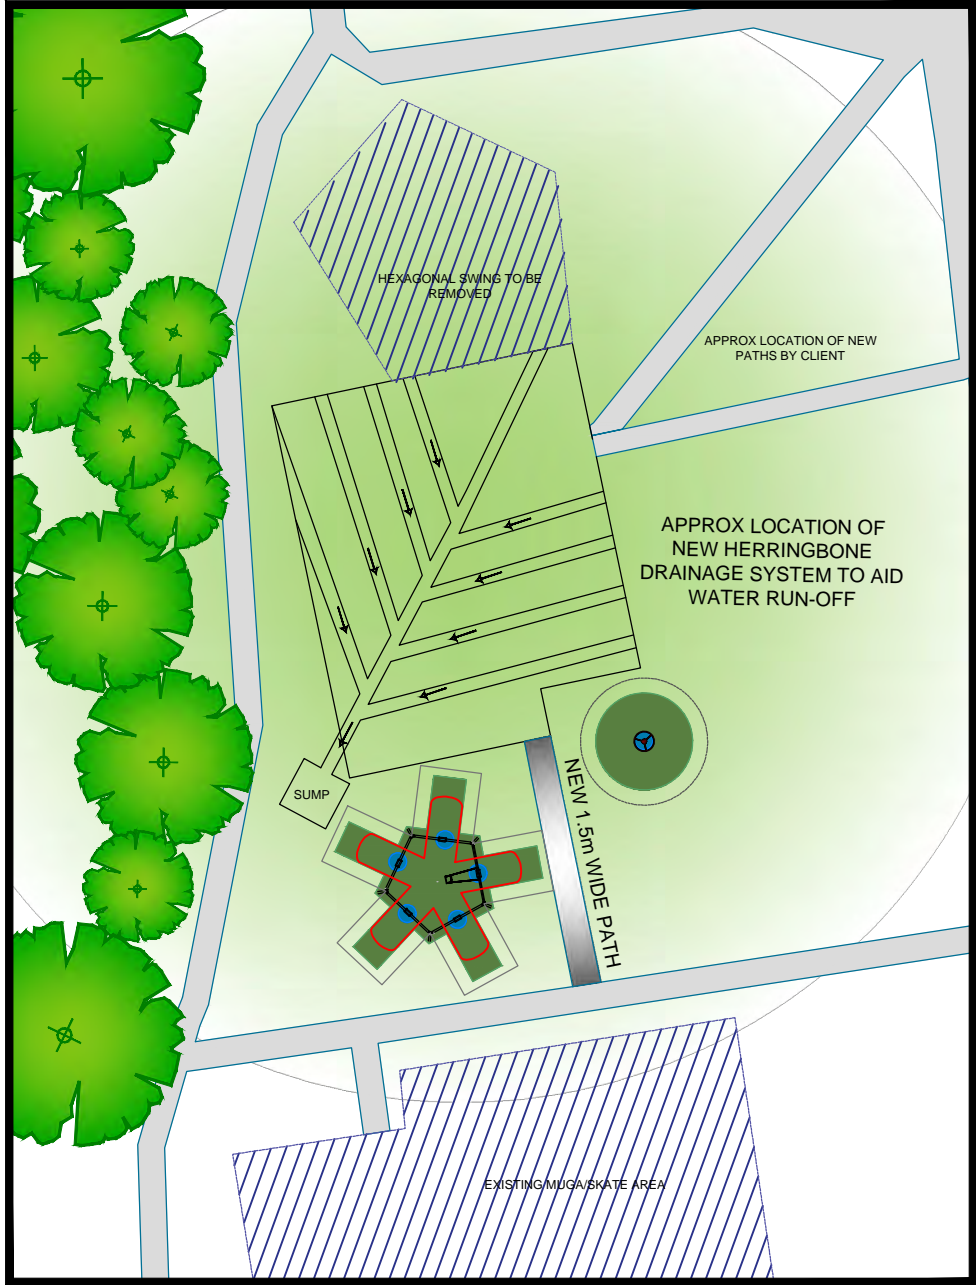 HEXAGONAL SWING TO BE
REMOVED
APPROX LOCATION OF NEW
PATHS BY CLIENT
APPROX LOCATION OF
NEW HERRINGBONE
DRAINAGE SYSTEM TO AID
WATER RUN-OFF
SUMP
NEW 1.5m WIDE PATH
EXISTING MUGA/SKATE AREA